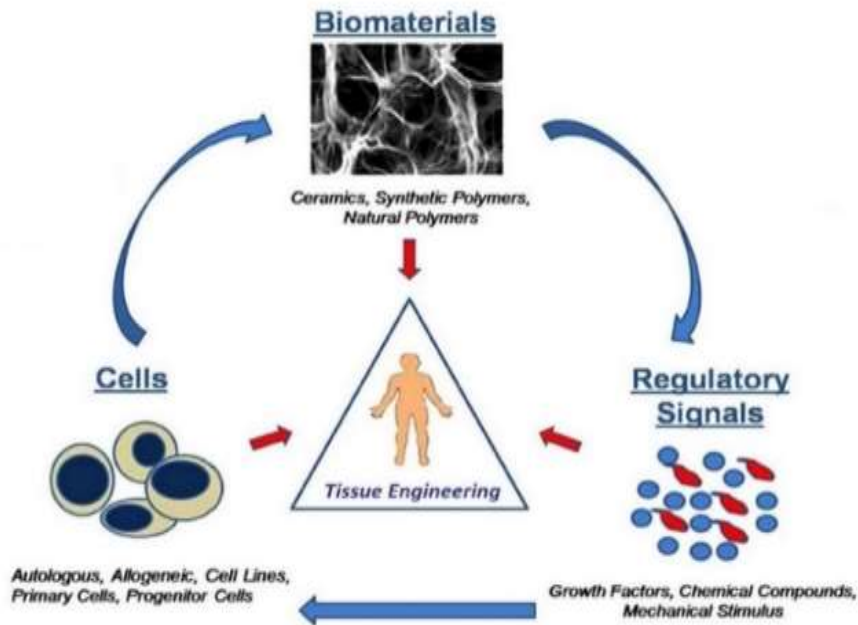 Biomaterials
Ceramics, Synthetic Polymers,
Natural Polymers
Cells
Regulatory
Signals
Tissue Engineering
Autologous, Allogeneic, Cell Lines,
Primary Cells, Progenitor Cells
Growth Factors, Chemical Compounds,
Mechanical Stimulus